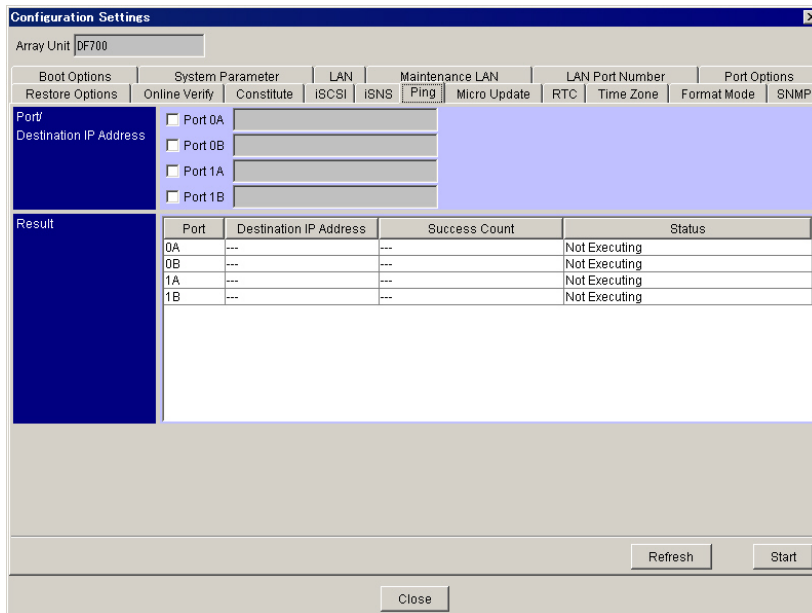 Configuration Settings
Array Unit DF700
Boot Options System Parameter LAN Maintenance LAN LAN Port Number Port Options
Restore Options Online Verify Constitute iSCSI iSNS Ping Micro Update RTC Time Zone Format Mode SNMP
Port/
Destination IP Address
Port 0A
Port 0B
Port 1A
Port 1B
Result
Port Destination IP Address Success Count Status
0A --- --- Not Executing
0B --- --- Not Executing
1A --- --- Not Executing
1B --- --- Not Executing
Refresh Start
Close